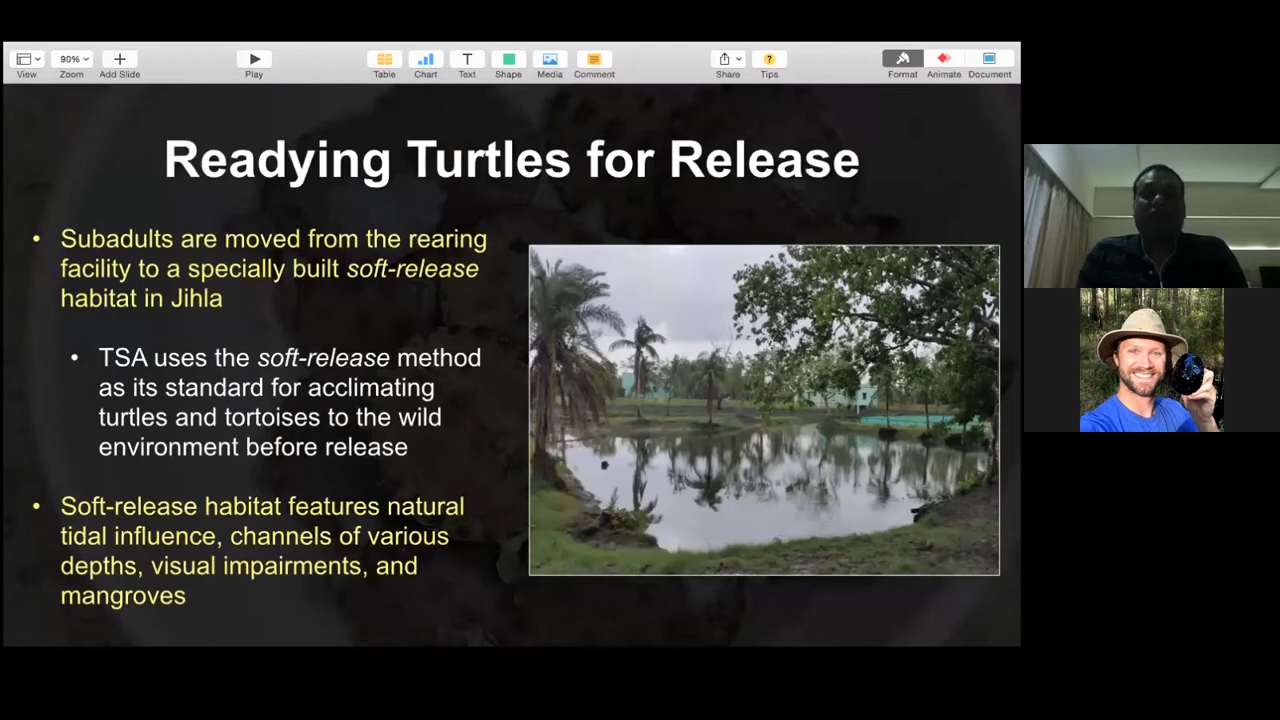 90%
View
Zoom
Add Slide
Play
Table
Chart
Text
Shape
Media
Comment
Share
Tips
Format
Animate
Document
Readying Turtles for Release
• Subadults are moved from the rearing
facility to a specially built soft-release
habitat in Jihla
• TSA uses the soft-release method
as its standard for acclimating
turtles and tortoises to the wild
environment before release
• Soft-release habitat features natural
tidal influence, channels of various
depths, visual impairments, and
mangroves